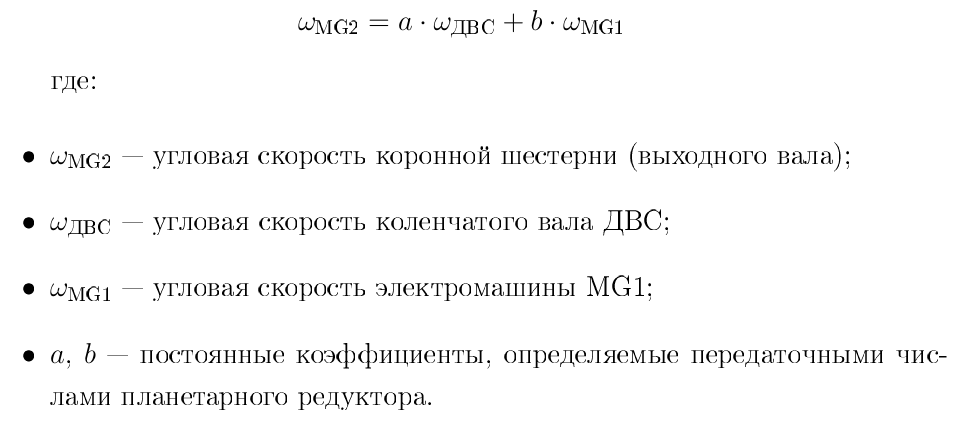 ω_MG2 = a · ω_ДВС + b · ω_MG1
где:
• ω_MG2 — угловая скорость коронной шестерни (выходного вала);
• ω_ДВС — угловая скорость коленчатого вала ДВС;
• ω_MG1 — угловая скорость электромашины MG1;
• a, b — постоянные коэффициенты, определяемые передаточными чис-
лами планетарного редуктора.